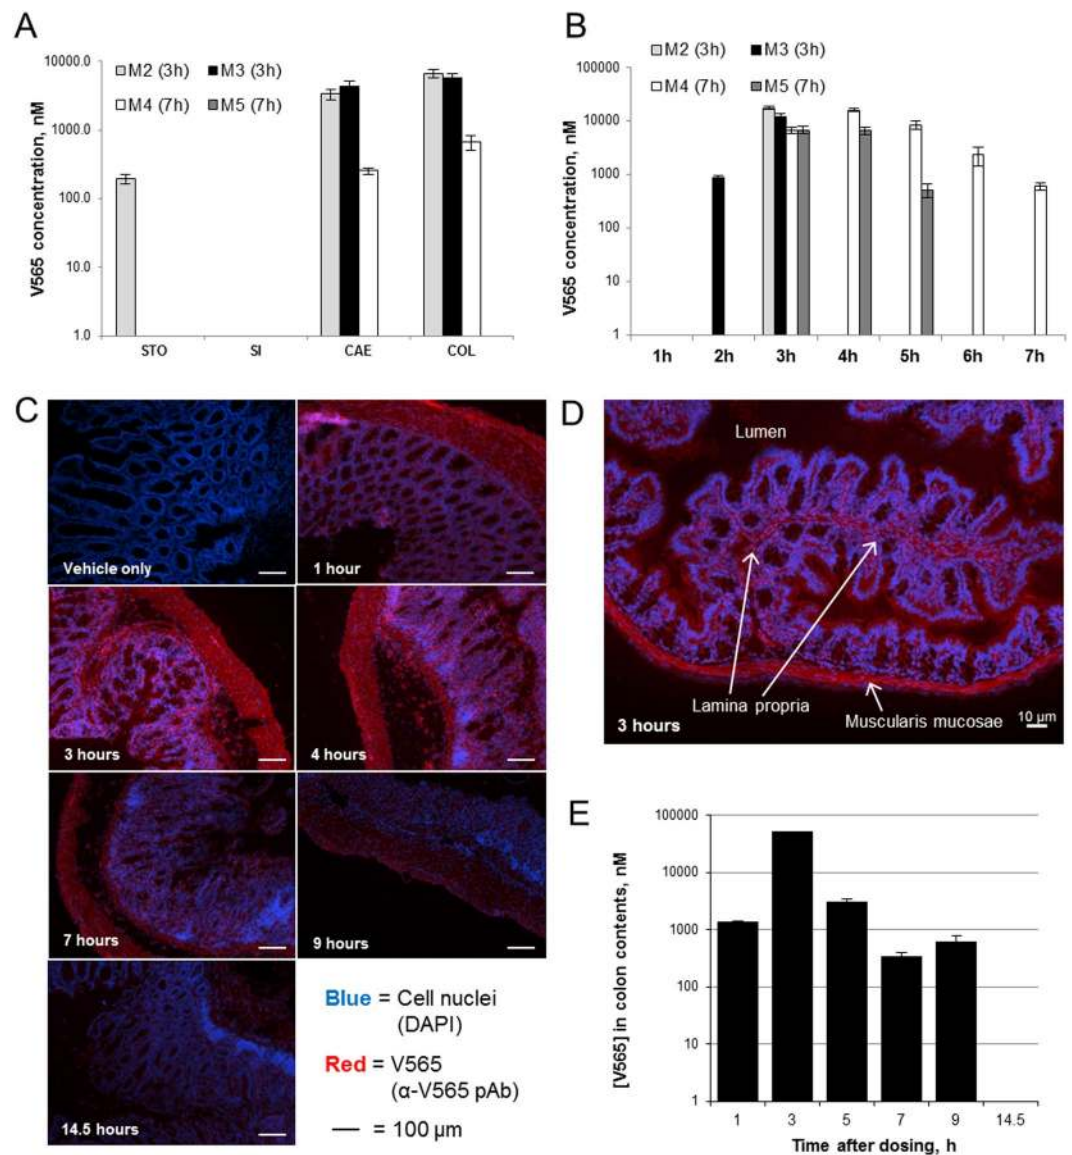 A
M2 (3h) M3 (3h)
M4 (7h) M5 (7h)
V565 concentration, nM
10000.0
1000.0
100.0
10.0
1.0
STO SI CAE COL
B
M2 (3h) M3 (3h)
M4 (7h) M5 (7h)
V565 concentration, nM
100000
10000
1000
100
10
1
1h 2h 3h 4h 5h 6h 7h
C
Vehicle only
1 hour
3 hours
4 hours
7 hours
9 hours
14.5 hours
Blue = Cell nuclei
(DAPI)
Red = V565
(α-V565 pAb)
— = 100 µm
D
Lumen
Lamina propria
Muscularis mucosae
10 µm
3 hours
E
[V565] in colon contents, nM
100000
10000
1000
100
10
1
1 3 5 7 9 14.5
Time after dosing, h